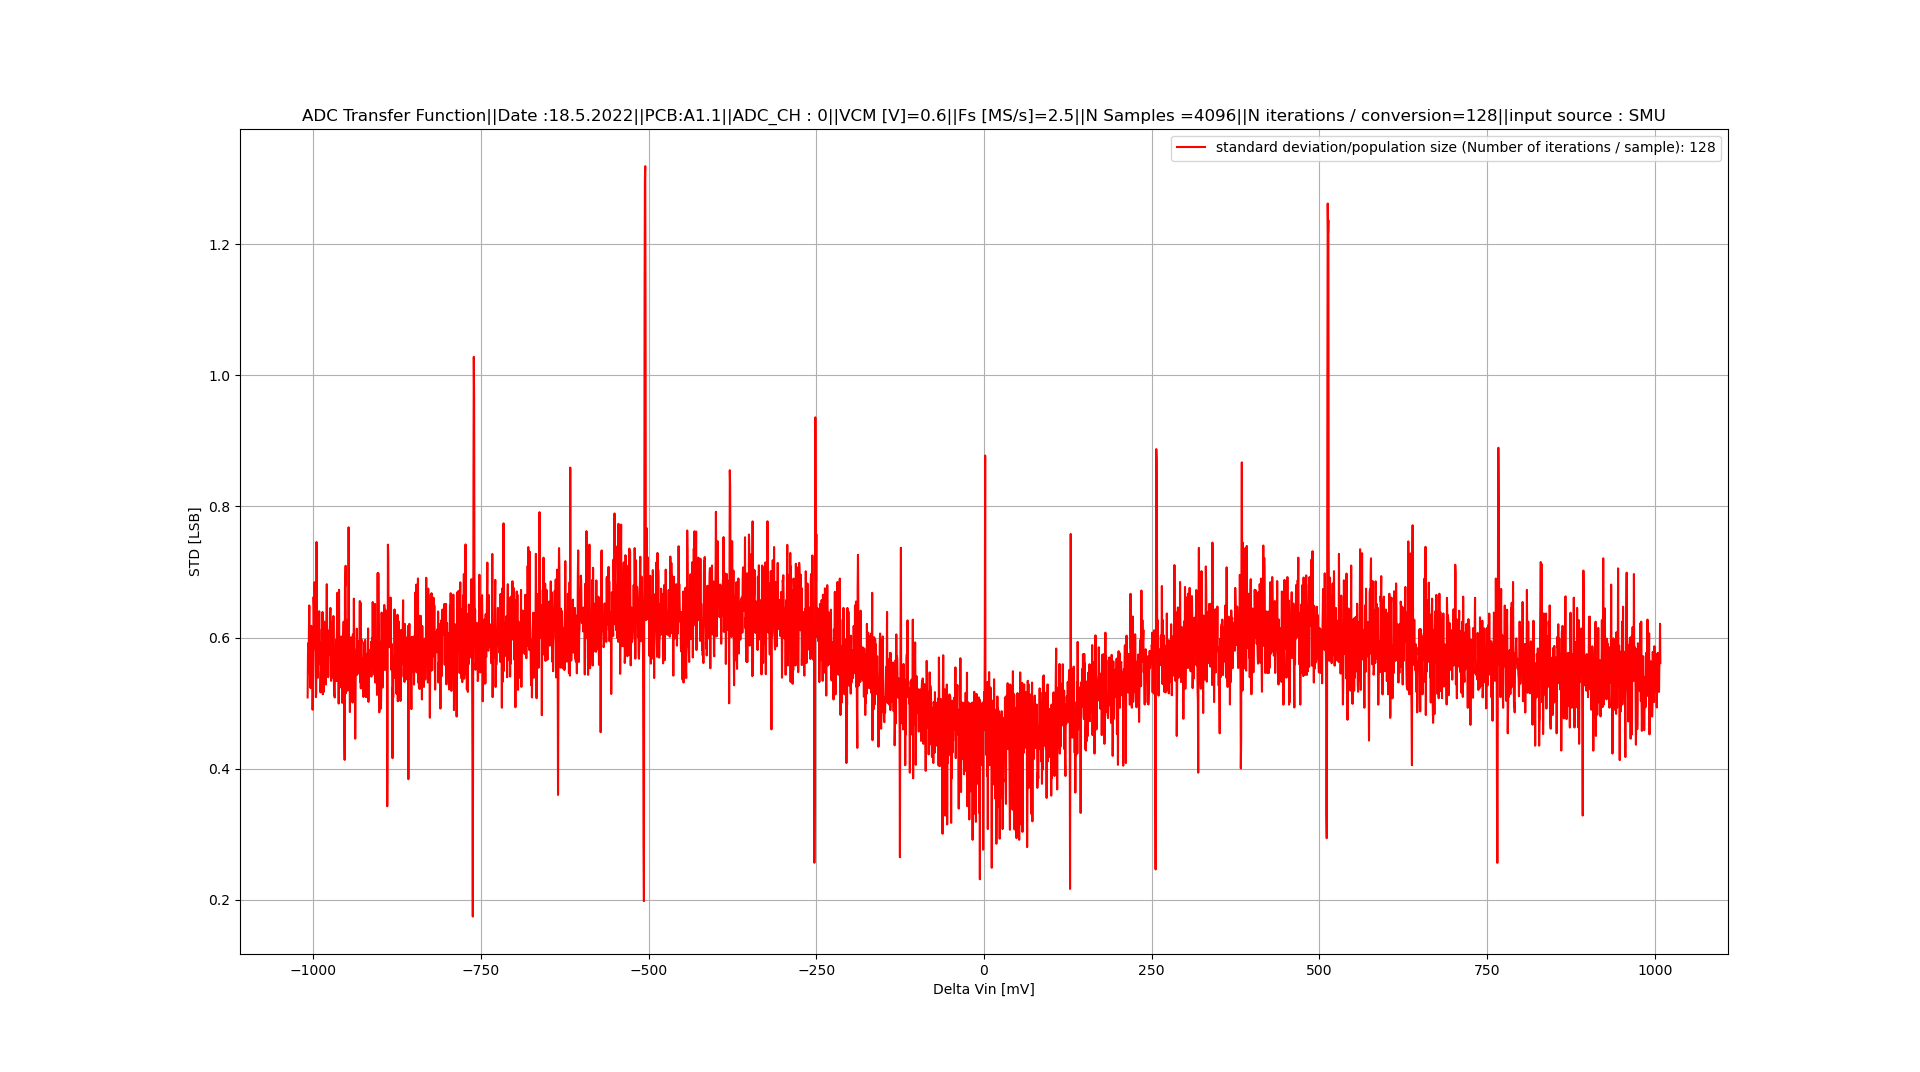 ADC Transfer Function||Date :18.5.2022||PCB:A1.1||ADC_CH : 0||VCM [V]=0.6||Fs [MS/s]=2.5||N Samples =4096||N iterations / conversion=128||input source : SMU
standard deviation/population size (Number of iterations / sample): 128
1.2
1.0
0.8
0.6
0.4
0.2
STD [LSB]
−1000 −750 −500 −250 0 250 500 750 1000
Delta Vin [mV]